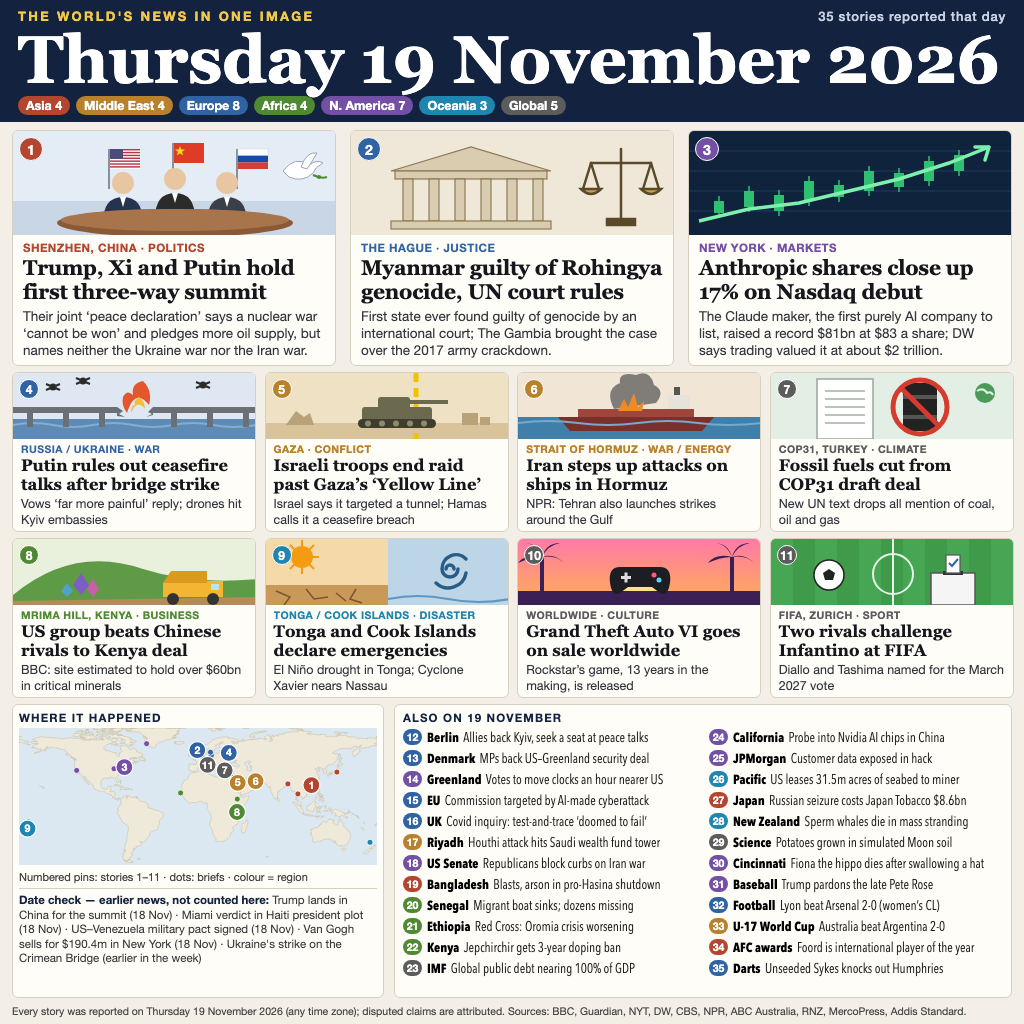 THE WORLD'S NEWS IN ONE IMAGE
35 stories reported that day
Thursday 19 November 2026
Asia 4
Middle East 4
Europe 8
Africa 4
N. America 7
Oceania 3
Global 5
1
SHENZHEN, CHINA · POLITICS
Trump, Xi and Putin hold
first three-way summit
Their joint ‘peace declaration’ says a nuclear war
‘cannot be won’ and pledges more oil supply, but
names neither the Ukraine war nor the Iran war.
2
THE HAGUE · JUSTICE
Myanmar guilty of Rohingya
genocide, UN court rules
First state ever found guilty of genocide by an
international court; The Gambia brought the case
over the 2017 army crackdown.
3
NEW YORK · MARKETS
Anthropic shares close up
17% on Nasdaq debut
The Claude maker, the first purely AI company to
list, raised a record $81bn at $83 a share; DW
says trading valued it at about $2 trillion.
4
RUSSIA / UKRAINE · WAR
Putin rules out ceasefire
talks after bridge strike
Vows ‘far more painful’ reply; drones hit
Kyiv embassies
5
GAZA · CONFLICT
Israeli troops end raid
past Gaza’s ‘Yellow Line’
Israel says it targeted a tunnel; Hamas
calls it a ceasefire breach
6
STRAIT OF HORMUZ · WAR / ENERGY
Iran steps up attacks on
ships in Hormuz
NPR: Tehran also launches strikes
around the Gulf
7
COP31, TURKEY · CLIMATE
Fossil fuels cut from
COP31 draft deal
New UN text drops all mention of coal,
oil and gas
8
MRIMA HILL, KENYA · BUSINESS
US group beats Chinese
rivals to Kenya deal
BBC: site estimated to hold over $60bn
in critical minerals
9
TONGA / COOK ISLANDS · DISASTER
Tonga and Cook Islands
declare emergencies
El Niño drought in Tonga; Cyclone
Xavier nears Nassau
10
WORLDWIDE · CULTURE
Grand Theft Auto VI goes
on sale worldwide
Rockstar’s game, 13 years in the
making, is released
11
FIFA, ZURICH · SPORT
Two rivals challenge
Infantino at FIFA
Diallo and Tashima named for the March
2027 vote
WHERE IT HAPPENED
2
4
11
7
3
5
6
1
8
9
Numbered pins: stories 1–11 · dots: briefs · colour = region
Date check — earlier news, not counted here: Trump lands in
China for the summit (18 Nov) · Miami verdict in Haiti president plot
(18 Nov) · US–Venezuela military pact signed (18 Nov) · Van Gogh
sells for $190.4m in New York (18 Nov) · Ukraine's strike on the
Crimean Bridge (earlier in the week)
ALSO ON 19 NOVEMBER
12 Berlin Allies back Kyiv, seek a seat at peace talks
13 Denmark MPs back US–Greenland security deal
14 Greenland Votes to move clocks an hour nearer US
15 EU Commission targeted by AI-made cyberattack
16 UK Covid inquiry: test-and-trace ‘doomed to fail’
17 Riyadh Houthi attack hits Saudi wealth fund tower
18 US Senate Republicans block curbs on Iran war
19 Bangladesh Blasts, arson in pro-Hasina shutdown
20 Senegal Migrant boat sinks; dozens missing
21 Ethiopia Red Cross: Oromia crisis worsening
22 Kenya Jepchirchir gets 3-year doping ban
23 IMF Global public debt nearing 100% of GDP
24 California Probe into Nvidia AI chips in China
25 JPMorgan Customer data exposed in hack
26 Pacific US leases 31.5m acres of seabed to miner
27 Japan Russian seizure costs Japan Tobacco $8.6bn
28 New Zealand Sperm whales die in mass stranding
29 Science Potatoes grown in simulated Moon soil
30 Cincinnati Fiona the hippo dies after swallowing a hat
31 Baseball Trump pardons the late Pete Rose
32 Football Lyon beat Arsenal 2-0 (women’s CL)
33 U-17 World Cup Australia beat Argentina 2-0
34 AFC awards Foord is international player of the year
35 Darts Unseeded Sykes knocks out Humphries
Every story was reported on Thursday 19 November 2026 (any time zone); disputed claims are attributed. Sources: BBC, Guardian, NYT, DW, CBS, NPR, ABC Australia, RNZ, MercoPress, Addis Standard.